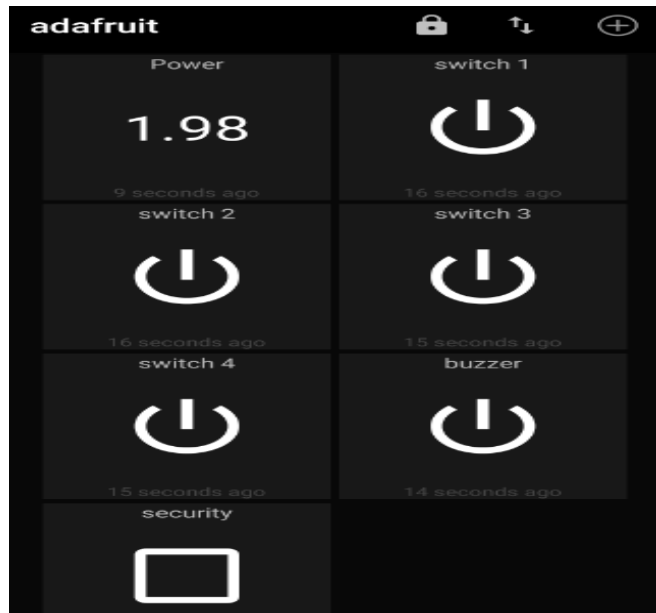 adafruit
Power
switch 1
1.98
9 seconds ago
16 seconds ago
switch 2
switch 3
16 seconds ago
15 seconds ago
switch 4
buzzer
15 seconds ago
14 seconds ago
security